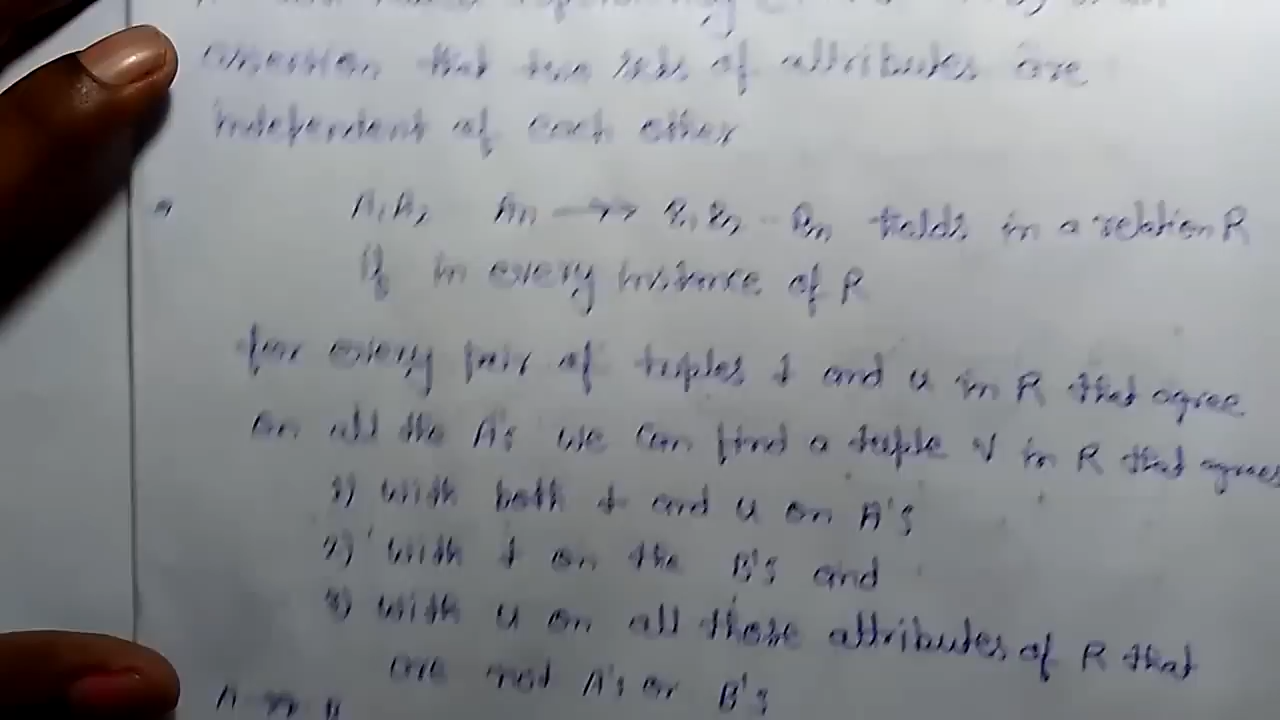 assertion that two sets of attributes are
independent of each other
A₁A₂ An →→ B₁B₂ - Bn holds in a relation R
if in every instance of R
for every pair of tuples t and u in R that agree
on all the A's we can find a tuple v in R that agrees
1) with both t and u on A's
2) with t on the B's and
3) with u on all those attributes of R that
are not A's or B's